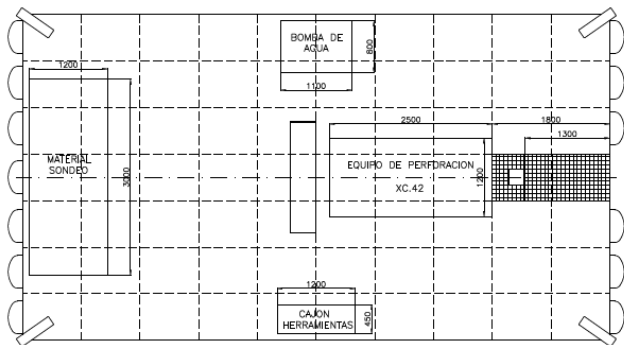 BOMBA DE
AGUA
800
1100
1200
2500
1800
1300
MATERIAL
SONDEO
3000
EQUIPO DE PERFORACION
XC.42
1200
1200
CAJON
HERRAMIENTAS
450